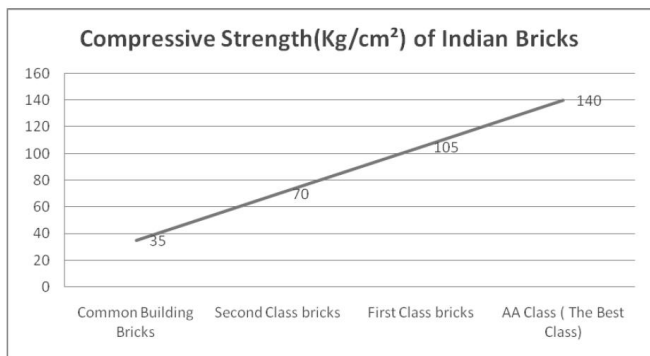 Compressive Strength(Kg/cm²) of Indian Bricks
160
140
120
100
80
60
40
20
0
35
70
105
140
Common Building
Bricks
Second Class bricks
First Class bricks
AA Class ( The Best
Class)